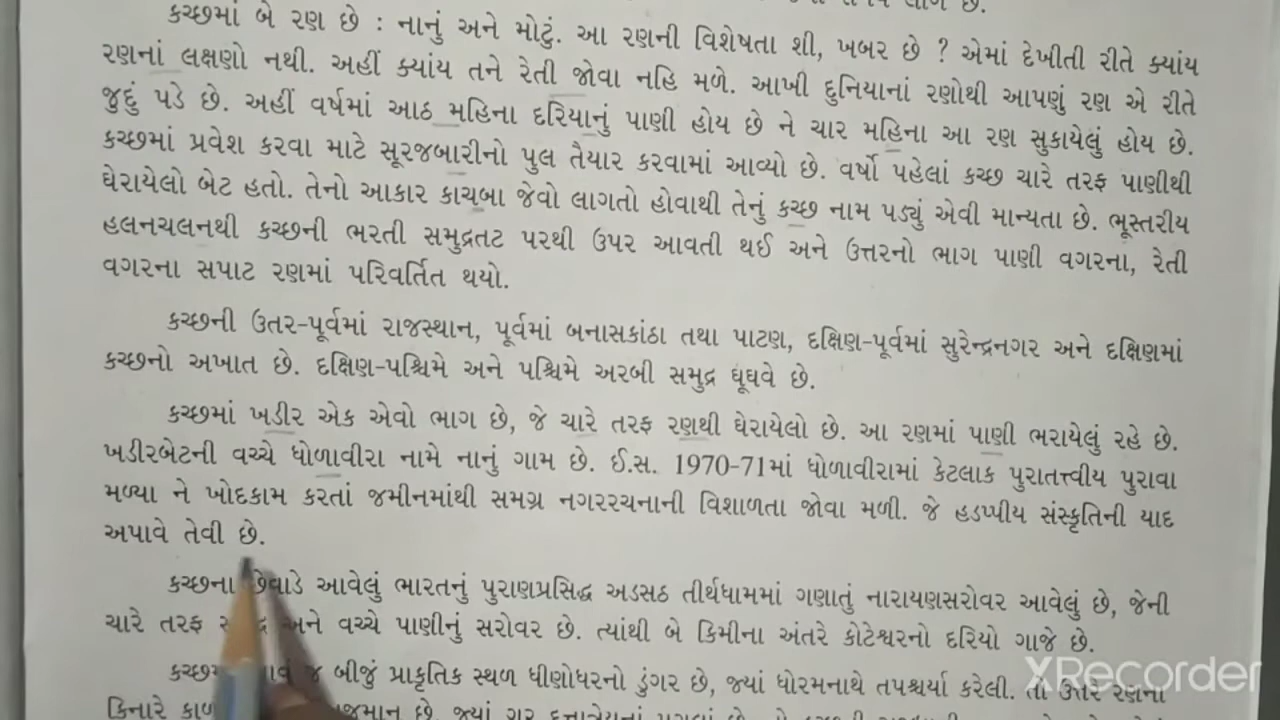 લાગે છે.
કચ્છમાં બે રણ છે : નાનું અને મોટું. આ રણની વિશેષતા શી, ખબર છે ? એમાં દેખીતી રીતે ક્યાંય
રણનાં લક્ષણો નથી. અહીં ક્યાંય તને રેતી જોવા નહિ મળે. આખી દુનિયાનાં રણોથી આપણું રણ એ રીતે
જુદું પડે છે. અહીં વર્ષમાં આઠ મહિના દરિયાનું પાણી હોય છે ને ચાર મહિના આ રણ સુકાયેલું હોય છે.
કચ્છમાં પ્રવેશ કરવા માટે સૂરજબારીનો પુલ તૈયાર કરવામાં આવ્યો છે. વર્ષો પહેલાં કચ્છ ચારે તરફ પાણીથી
ઘેરાયેલો બેટ હતો. તેનો આકાર કાચબા જેવો લાગતો હોવાથી તેનું કચ્છ નામ પડ્યું એવી માન્યતા છે. ભૂસ્તરીય
હલનચલનથી કચ્છની ભરતી સમુદ્રતટ પરથી ઉપર આવતી થઈ અને ઉત્તરનો ભાગ પાણી વગરના, રેતી
વગરના સપાટ રણમાં પરિવર્તિત થયો.
કચ્છની ઉતર-પૂર્વમાં રાજસ્થાન, પૂર્વમાં બનાસકાંઠા તથા પાટણ, દક્ષિણ-પૂર્વમાં સુરેન્દ્રનગર અને દક્ષિણમાં
કચ્છનો અખાત છે. દક્ષિણ-પશ્ચિમે અને પશ્ચિમે અરબી સમુદ્ર ઘૂઘવે છે.
કચ્છમાં ખડીર એક એવો ભાગ છે, જે ચારે તરફ રણથી ઘેરાયેલો છે. આ રણમાં પાણી ભરાયેલું રહે છે.
ખડીરબેટની વચ્ચે ધોળાવીરા નામે નાનું ગામ છે. ઈ.સ. 1970-71માં ધોળાવીરામાં કેટલાક પુરાતત્ત્વીય પુરાવા
મળ્યા ને ખોદકામ કરતાં જમીનમાંથી સમગ્ર નગરરચનાની વિશાળતા જોવા મળી. જે હડપ્પીય સંસ્કૃતિની યાદ
અપાવે તેવી છે.
કચ્છના છેવાડે આવેલું ભારતનું પુરાણપ્રસિદ્ધ અડસઠ તીર્થધામમાં ગણાતું નારાયણસરોવર આવેલું છે, જેની
ચારે તરફ અને વચ્ચે પાણીનું સરોવર છે. ત્યાંથી બે કિમીના અંતરે કોટેશ્વરનો દરિયો ગાજે છે.
જ બીજું પ્રાકૃતિક સ્થળ ધીણોધરનો ડુંગર છે, જ્યાં ધોરમનાથે તપશ્ચર્યા કરેલી. તો ઉત્તર રણના
કિનારે છે. જ્યાં ગુરુ
XRecorder